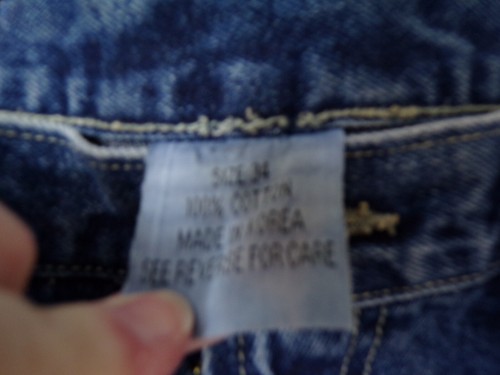 SIZE 34
100% COTTON
MADE IN KOREA
SEE REVERSE FOR CARE